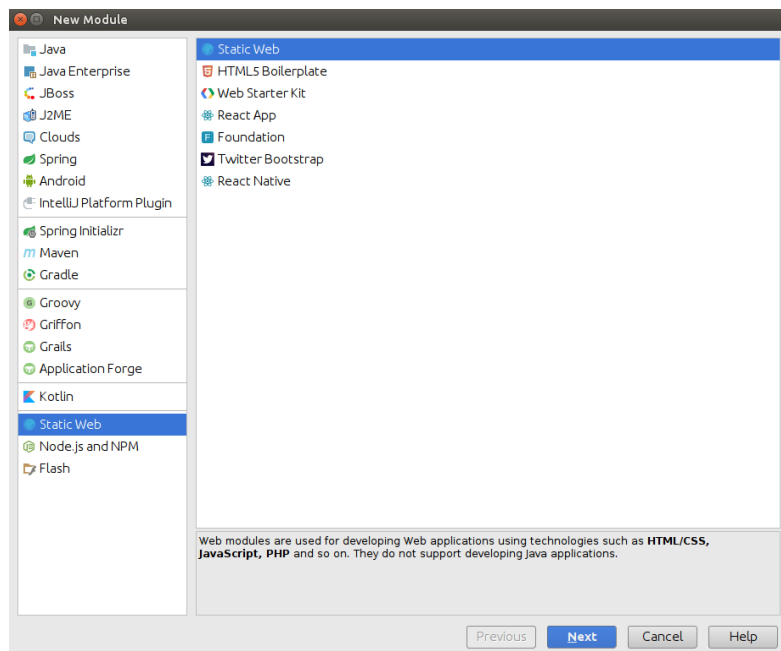 New Module
Java
Java Enterprise
JBoss
J2ME
Clouds
Spring
Android
IntelliJ Platform Plugin
Spring Initializr
Maven
Gradle
Groovy
Griffon
Grails
Application Forge
Kotlin
Static Web
Node.js and NPM
Flash
Static Web
HTML5 Boilerplate
Web Starter Kit
React App
Foundation
Twitter Bootstrap
React Native
Web modules are used for developing Web applications using technologies such as HTML/CSS,
JavaScript, PHP and so on. They do not support developing Java applications.
Previous Next Cancel Help